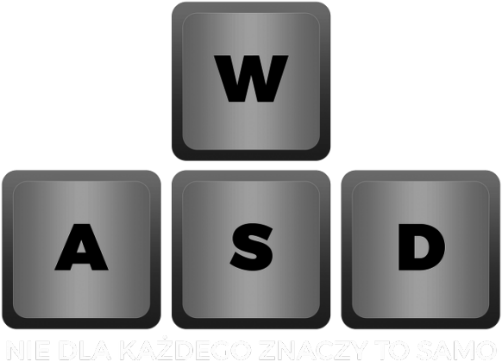 W
A S D
NIE DLA KAŻDEGO ZNACZY TO SAMO